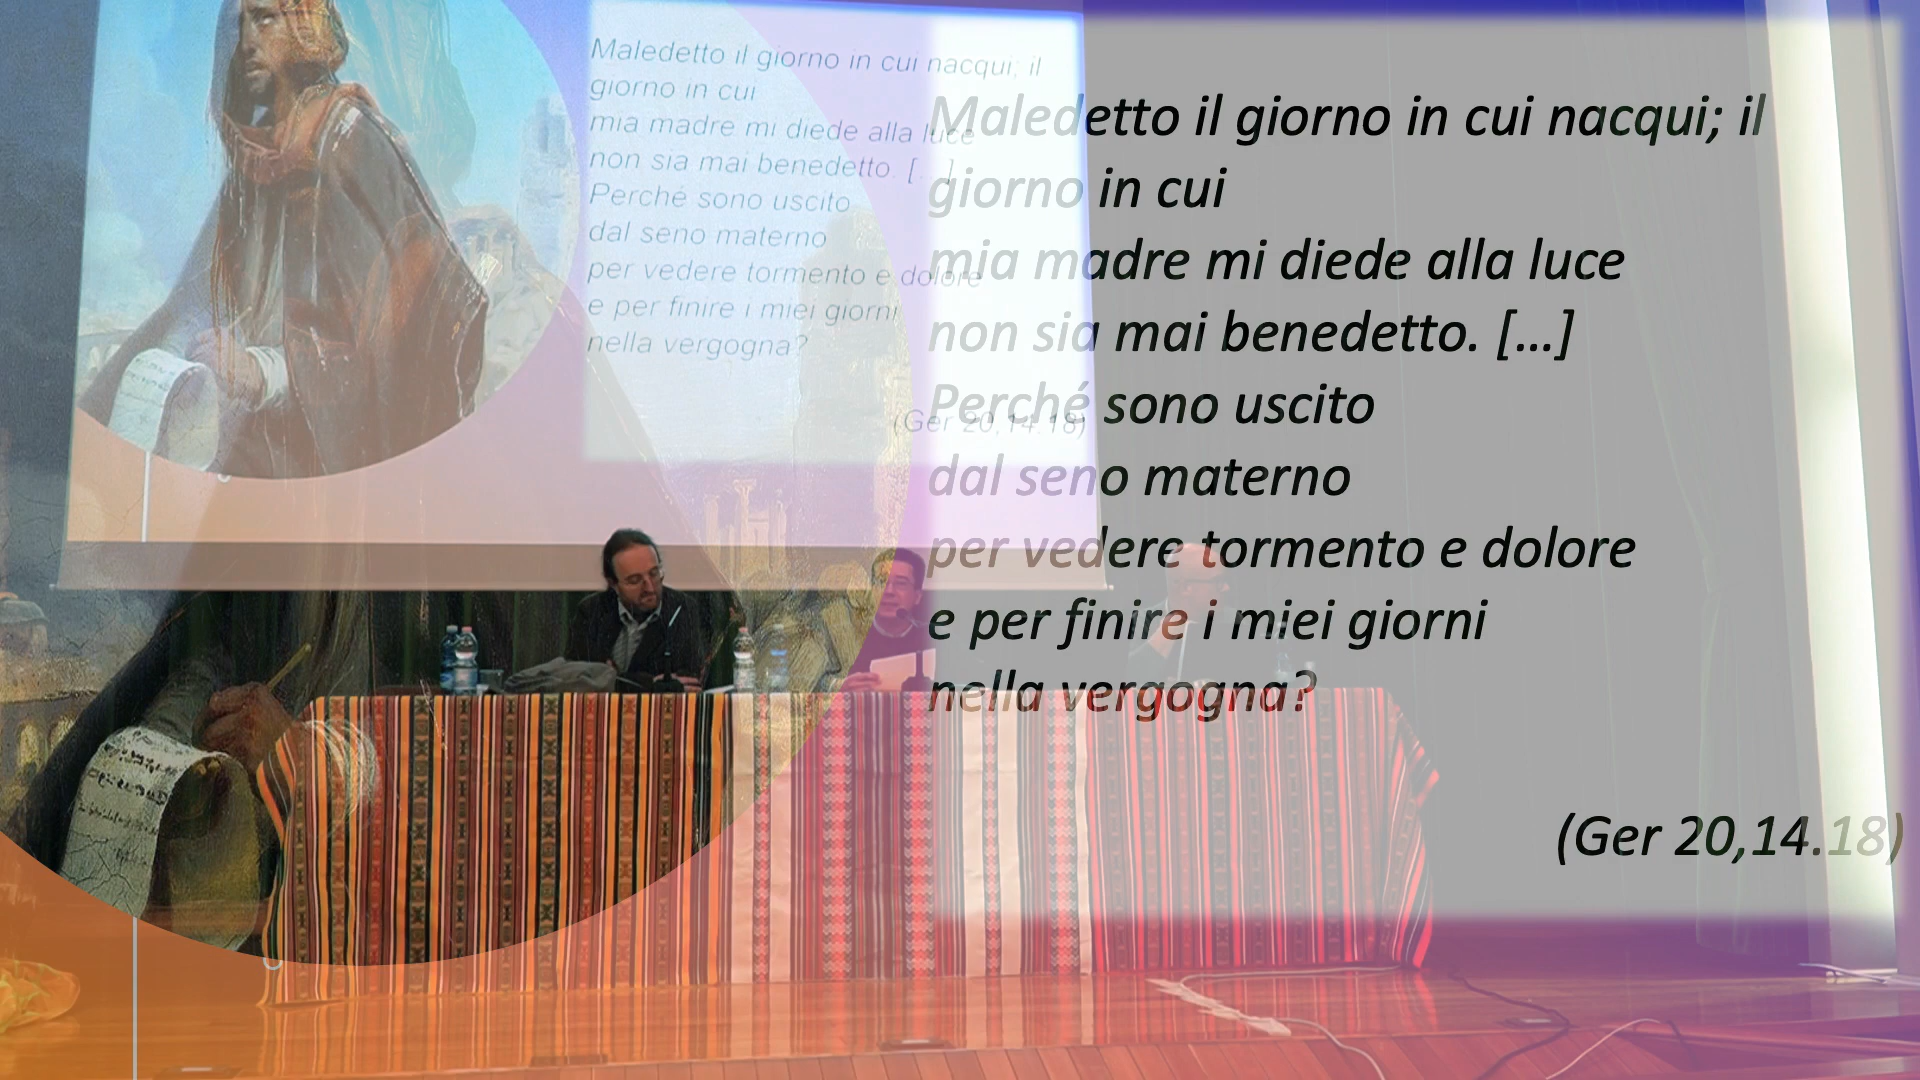 Maledetto il giorno in cui nacqui; il
giorno in cui
mia madre mi diede alla luce
non sia mai benedetto. [...]
Perché sono uscito
dal seno materno
per vedere tormento e dolore
e per finire i miei giorni
nella vergogna?
(Ger 20,14.18)
Maledetto il giorno in cui nacqui; il
giorno in cui
mia madre mi diede alla luce
non sia mai benedetto. […]
Perché sono uscito
dal seno materno
per vedere tormento e dolore
e per finire i miei giorni
nella vergogna?
(Ger 20,14.18)